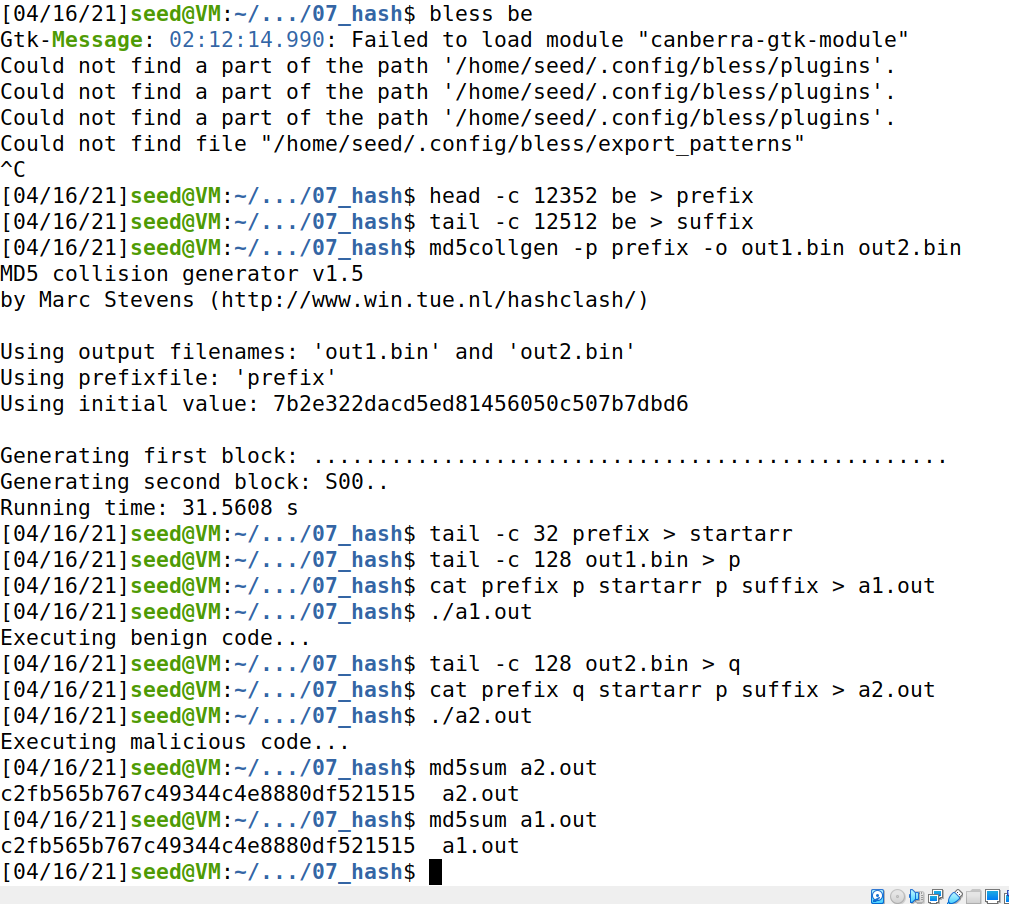 [04/16/21]seed@VM:~/.../07_hash$ bless be
Gtk-Message: 02:12:14.990: Failed to load module "canberra-gtk-module"
Could not find a part of the path '/home/seed/.config/bless/plugins'.
Could not find a part of the path '/home/seed/.config/bless/plugins'.
Could not find a part of the path '/home/seed/.config/bless/plugins'.
Could not find file "/home/seed/.config/bless/export_patterns"
^C
[04/16/21]seed@VM:~/.../07_hash$ head -c 12352 be > prefix
[04/16/21]seed@VM:~/.../07_hash$ tail -c 12512 be > suffix
[04/16/21]seed@VM:~/.../07_hash$ md5collgen -p prefix -o out1.bin out2.bin
MD5 collision generator v1.5
by Marc Stevens (http://www.win.tue.nl/hashclash/)

Using output filenames: 'out1.bin' and 'out2.bin'
Using prefixfile: 'prefix'
Using initial value: 7b2e322dacd5ed81456050c507b7dbd6

Generating first block: .................................................
Generating second block: S00..
Running time: 31.5608 s
[04/16/21]seed@VM:~/.../07_hash$ tail -c 32 prefix > startarr
[04/16/21]seed@VM:~/.../07_hash$ tail -c 128 out1.bin > p
[04/16/21]seed@VM:~/.../07_hash$ cat prefix p startarr p suffix > a1.out
[04/16/21]seed@VM:~/.../07_hash$ ./a1.out
Executing benign code...
[04/16/21]seed@VM:~/.../07_hash$ tail -c 128 out2.bin > q
[04/16/21]seed@VM:~/.../07_hash$ cat prefix q startarr p suffix > a2.out
[04/16/21]seed@VM:~/.../07_hash$ ./a2.out
Executing malicious code...
[04/16/21]seed@VM:~/.../07_hash$ md5sum a2.out
c2fb565b767c49344c4e8880df521515  a2.out
[04/16/21]seed@VM:~/.../07_hash$ md5sum a1.out
c2fb565b767c49344c4e8880df521515  a1.out
[04/16/21]seed@VM:~/.../07_hash$